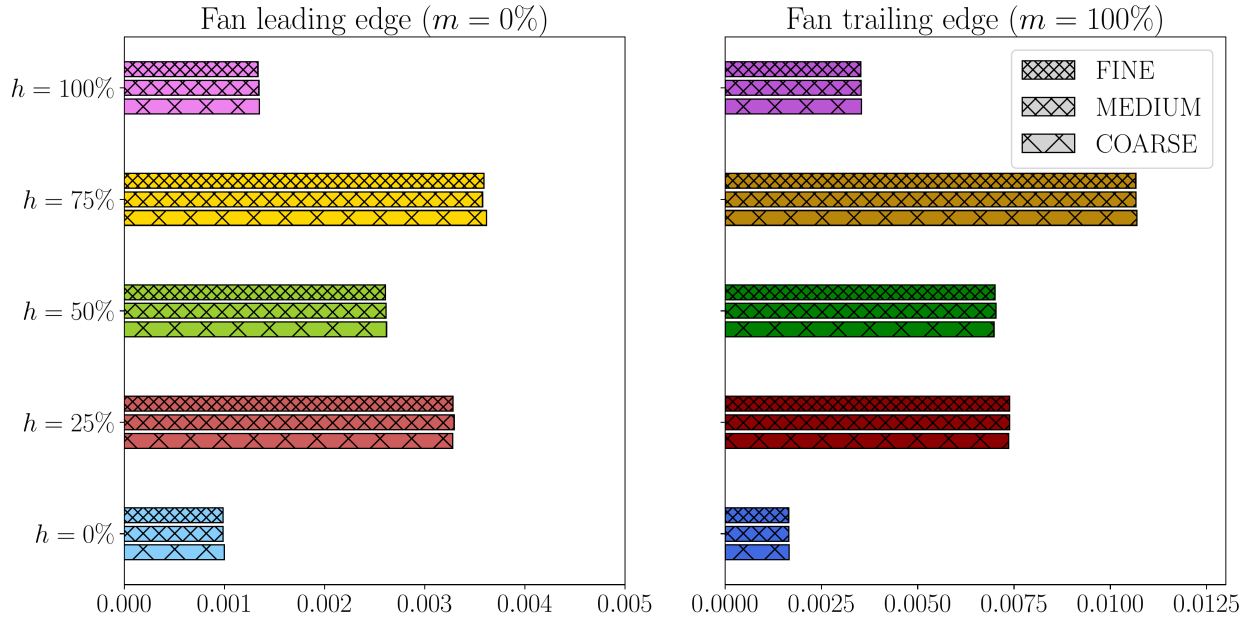 Fan leading edge (m = 0%)
Fan trailing edge (m = 100%)
h = 100%
h = 75%
h = 50%
h = 25%
h = 0%
FINE
MEDIUM
COARSE
0.000 0.001 0.002 0.003 0.004 0.005
0.0000 0.0025 0.0050 0.0075 0.0100 0.0125